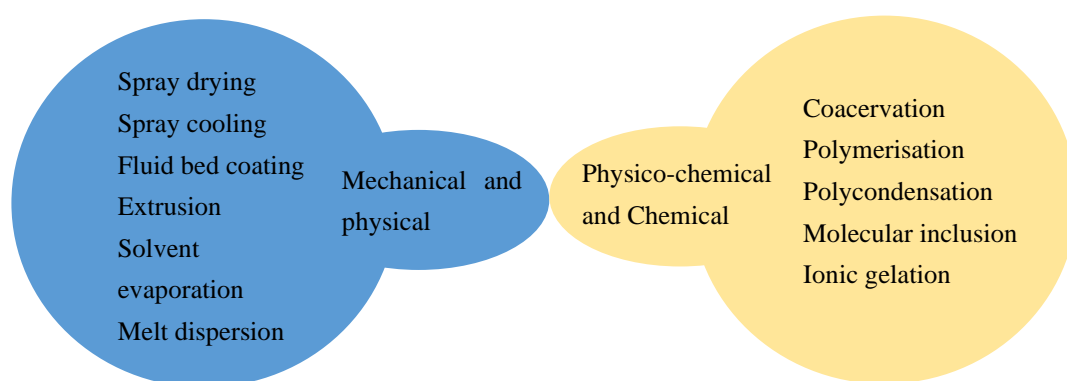 Spray drying
Spray cooling
Fluid bed coating
Extrusion
Solvent
evaporation
Melt dispersion
Mechanical and
physical
Physico-chemical
and Chemical
Coacervation
Polymerisation
Polycondensation
Molecular inclusion
Ionic gelation